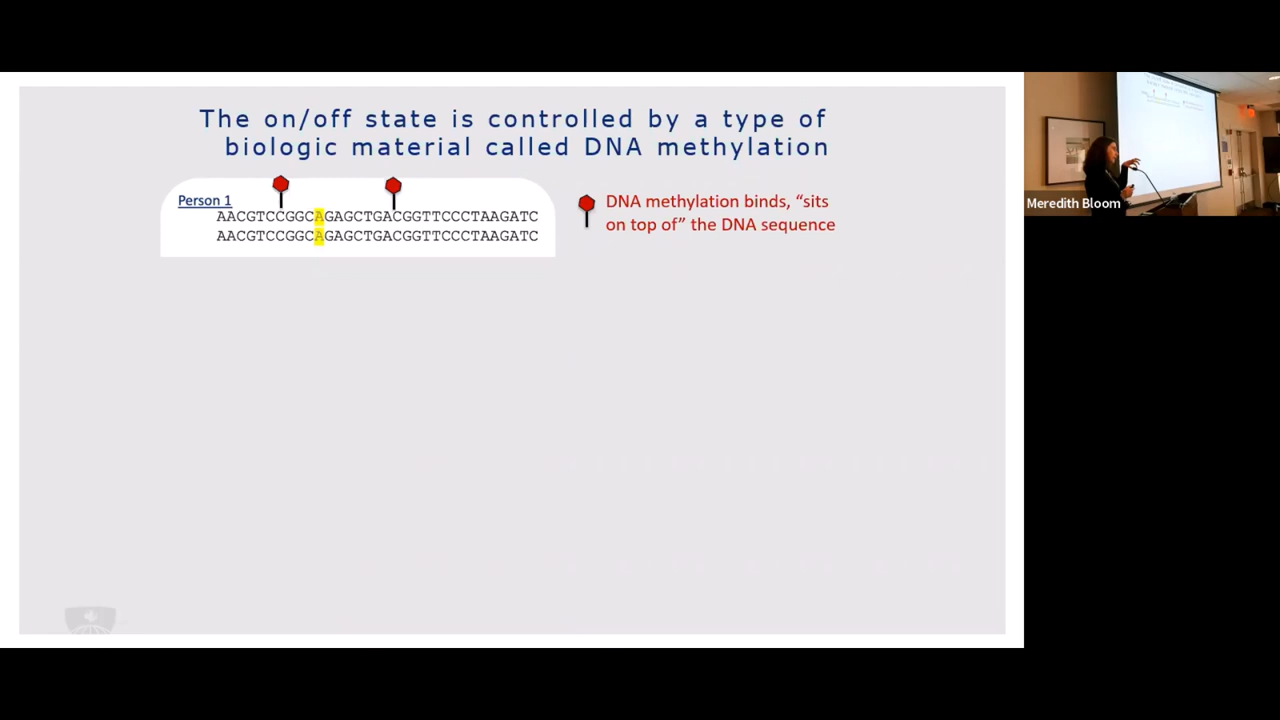 The on/off state is controlled by a type of
biologic material called DNA methylation
Person 1
AACGTCCGGCAGAGCTGACGGTTCCCTAAGATC
AACGTCCGGCAGAGCTGACGGTTCCCTAAGATC
DNA methylation binds, “sits
on top of” the DNA sequence
Meredith Bloom